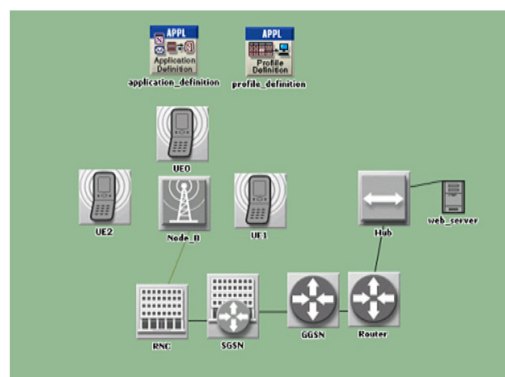 APPL
Application
Definition
application_definition
APPL
Profile
Definition
profile_definition
UE0
UE2
Node_B
UE1
Hub
web_server
RNC
SGSN
GGSN
Router